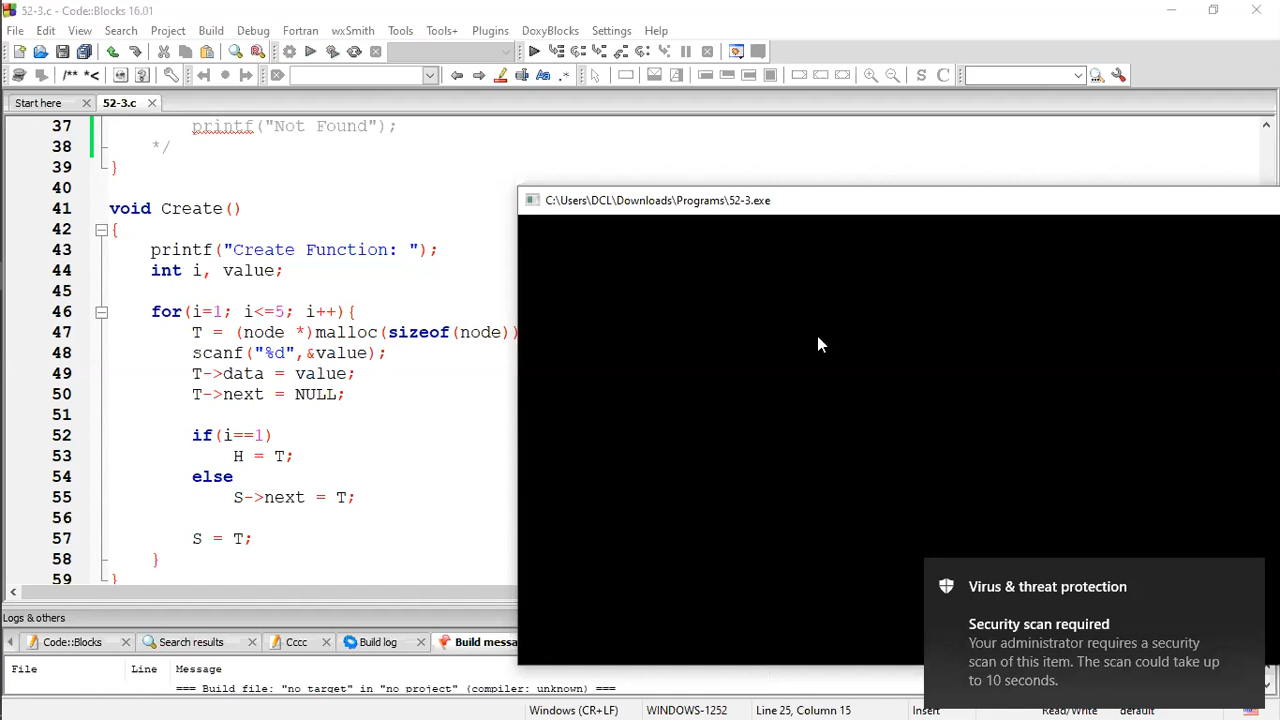 52-3.c - Code::Blocks 16.01
File Edit View Search Project Build Debug Fortran wxSmith Tools Tools+ Plugins DoxyBlocks Settings Help
/** *< S C
Start here 52-3.c
37 printf("Not Found");
38 */
39 }
40
41 void Create()
42 {
43 printf("Create Function: ");
44 int i, value;
45
46 for(i=1; i<=5; i++){
47 T = (node *)malloc(sizeof(node))
48 scanf("%d",&value);
49 T->data = value;
50 T->next = NULL;
51
52 if(i==1)
53 H = T;
54 else
55 S->next = T;
56
57 S = T;
58 }
59 }
C:\Users\DCL\Downloads\Programs\52-3.exe
Virus & threat protection
Security scan required
Your administrator requires a security
scan of this item. The scan could take up
to 10 seconds.
Logs & others
Code::Blocks Search results Cccc Build log Build mess
File Line Message
=== Build file: "no target" in "no project" (compiler: unknown) ===
Windows (CR+LF) WINDOWS-1252 Line 25, Column 15 Insert Read/Write default